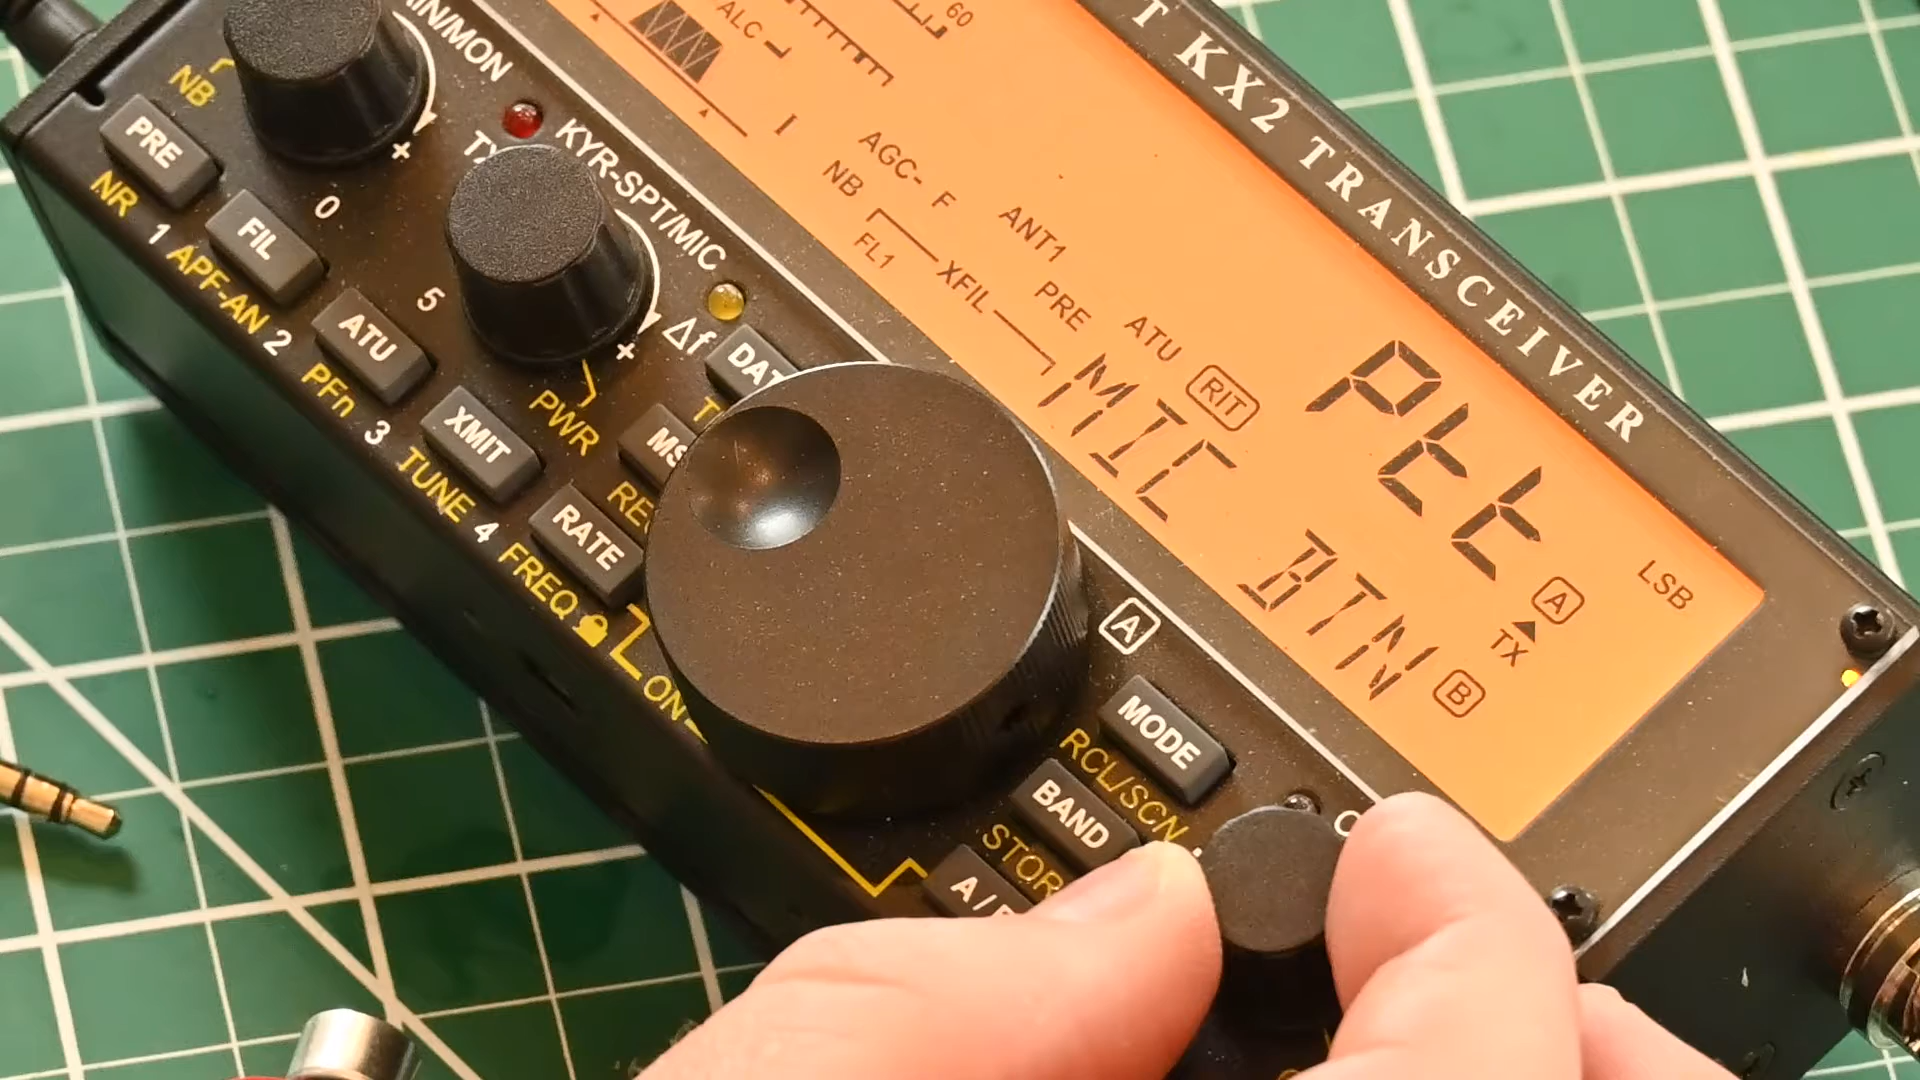 T KX2 TRANSCEIVER
60
ALC
I
AGC- F
NB
ANT1
FL1
XFIL
PRE
ATU
RIT
Ptt
MIC BTN
LSB
A
TX
B
IN/MON
NB
PRE
NR
+
0
TX
KYR-SPT/MIC
1
APF-AN
FIL
2
5
+
Δf
PWR
ATU
PFn
3
XMIT
TUNE
4
RATE
FREQ
ON
A
MODE
RCL/SCN
BAND